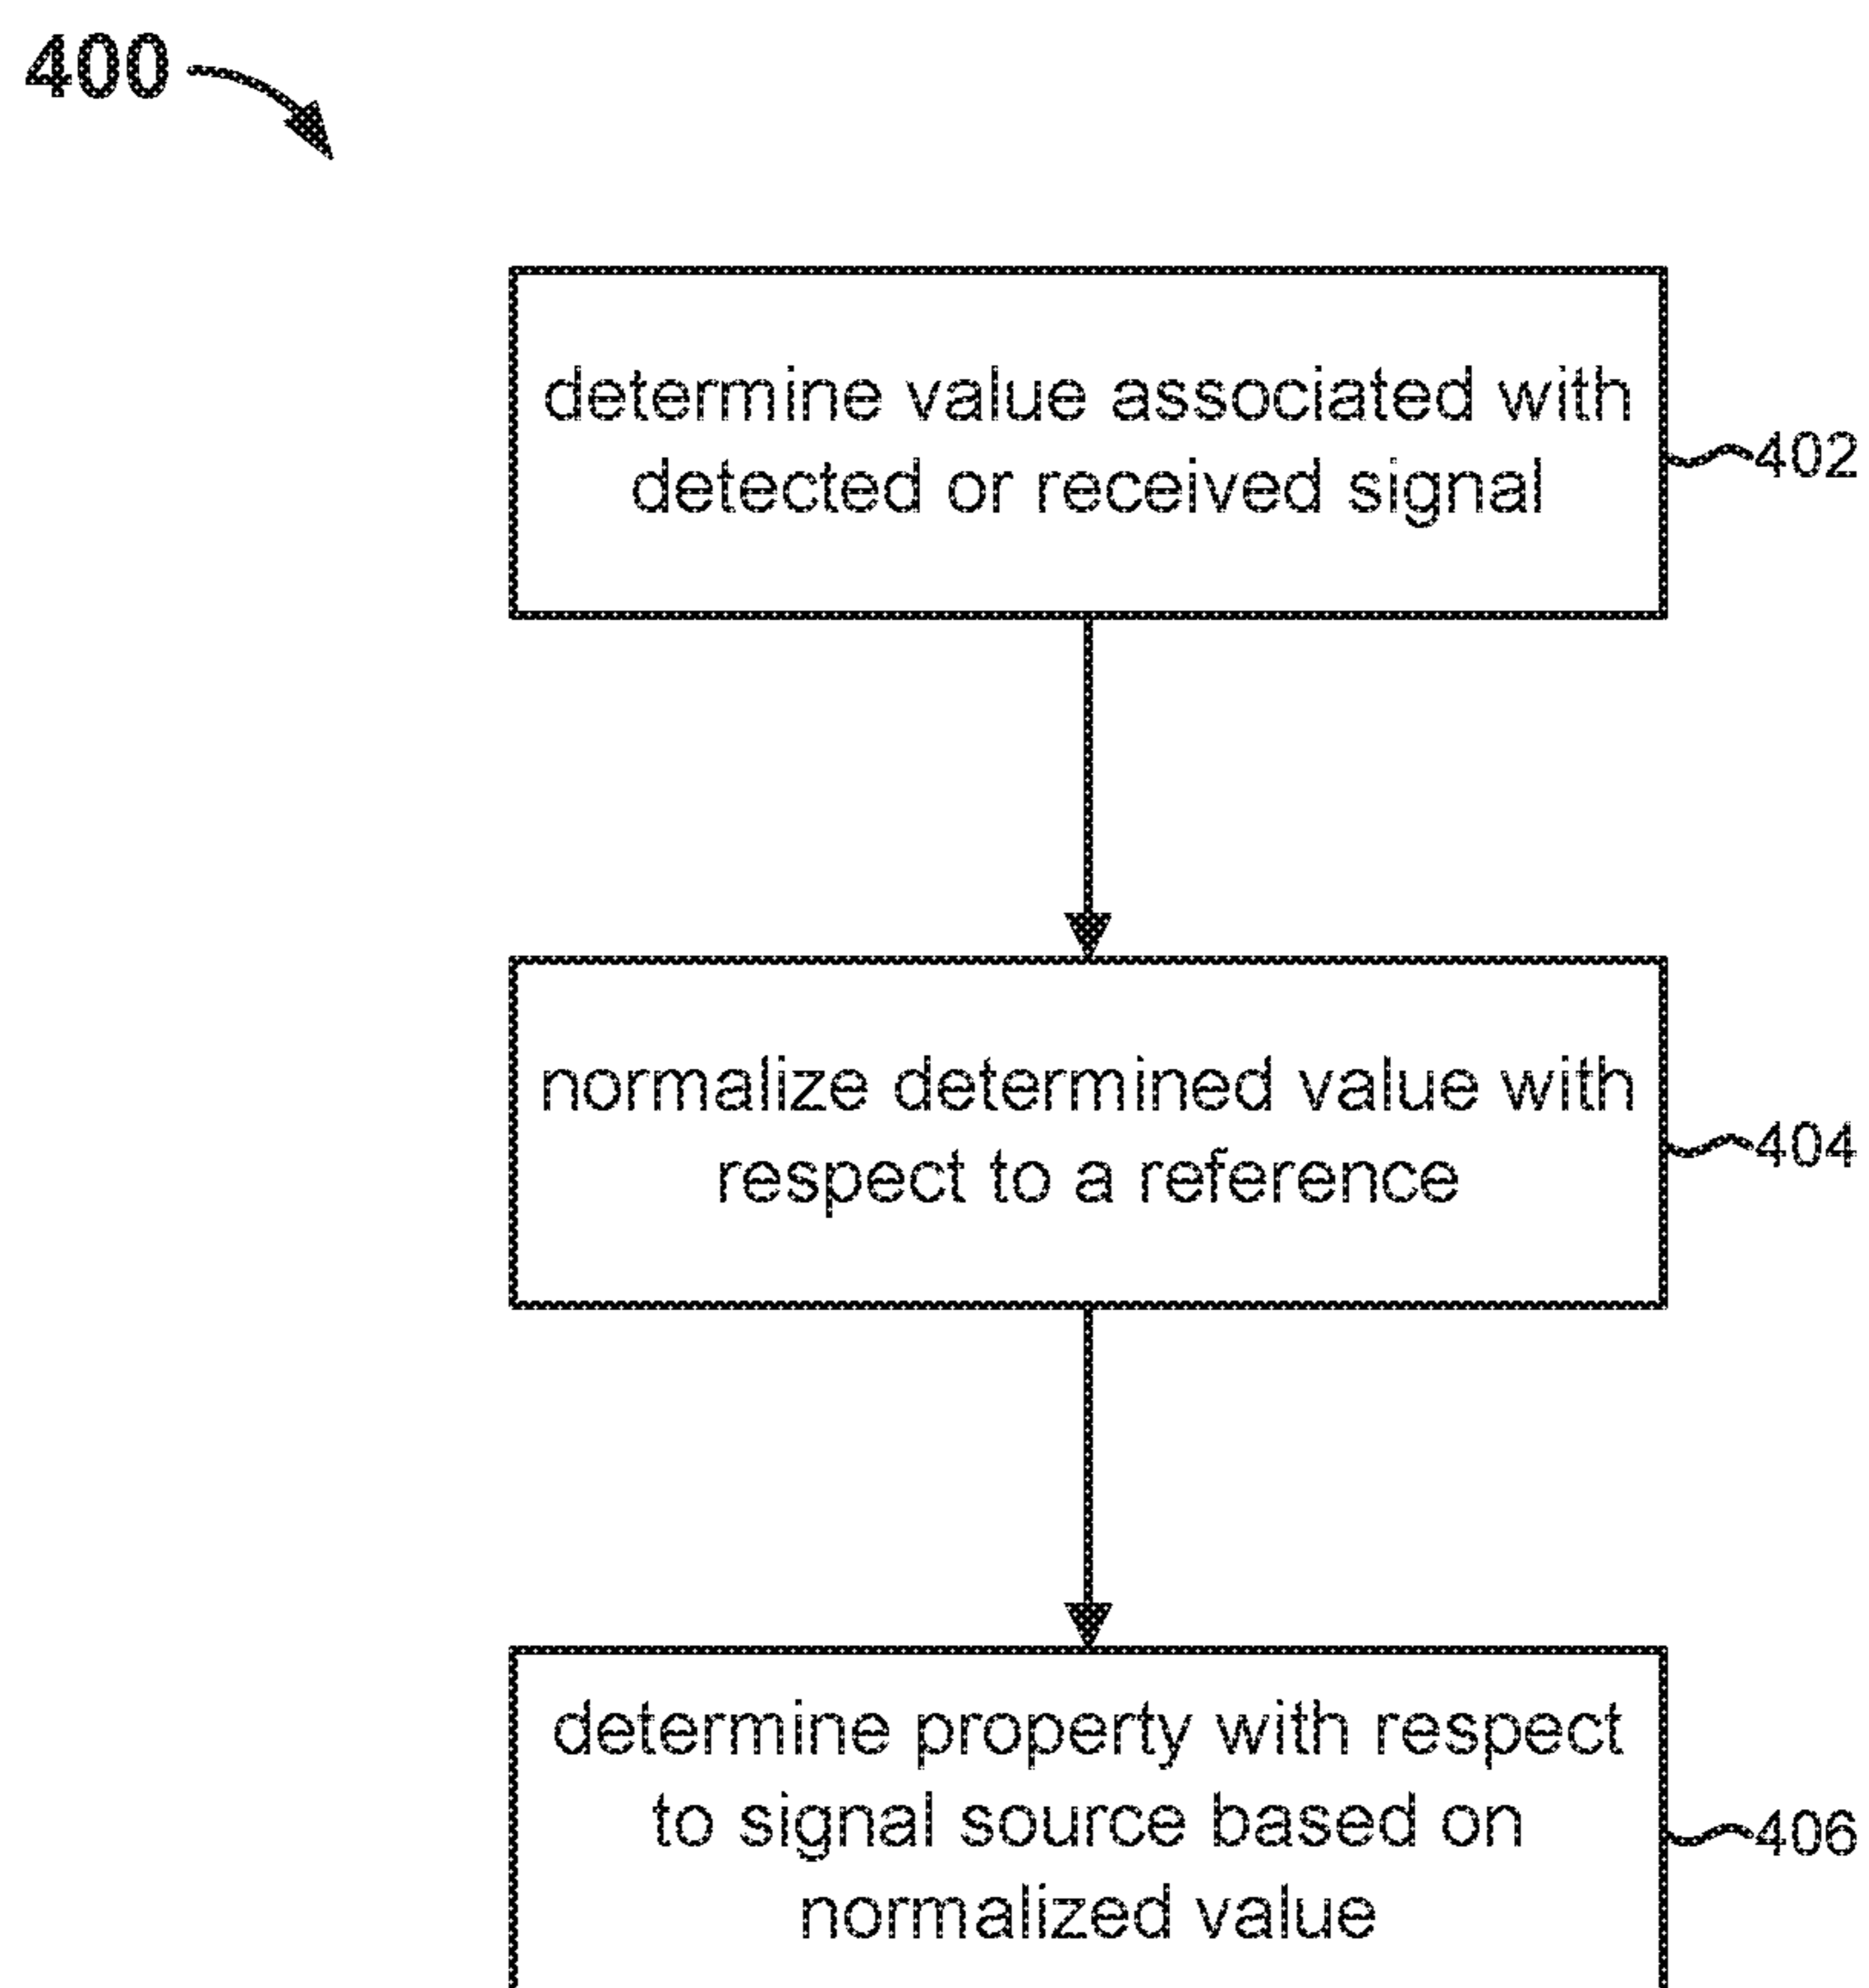 400
determine value associated with
detected or received signal
402
normalize determined value with
respect to a reference
404
determine property with respect
to signal source based on
normalized value
406